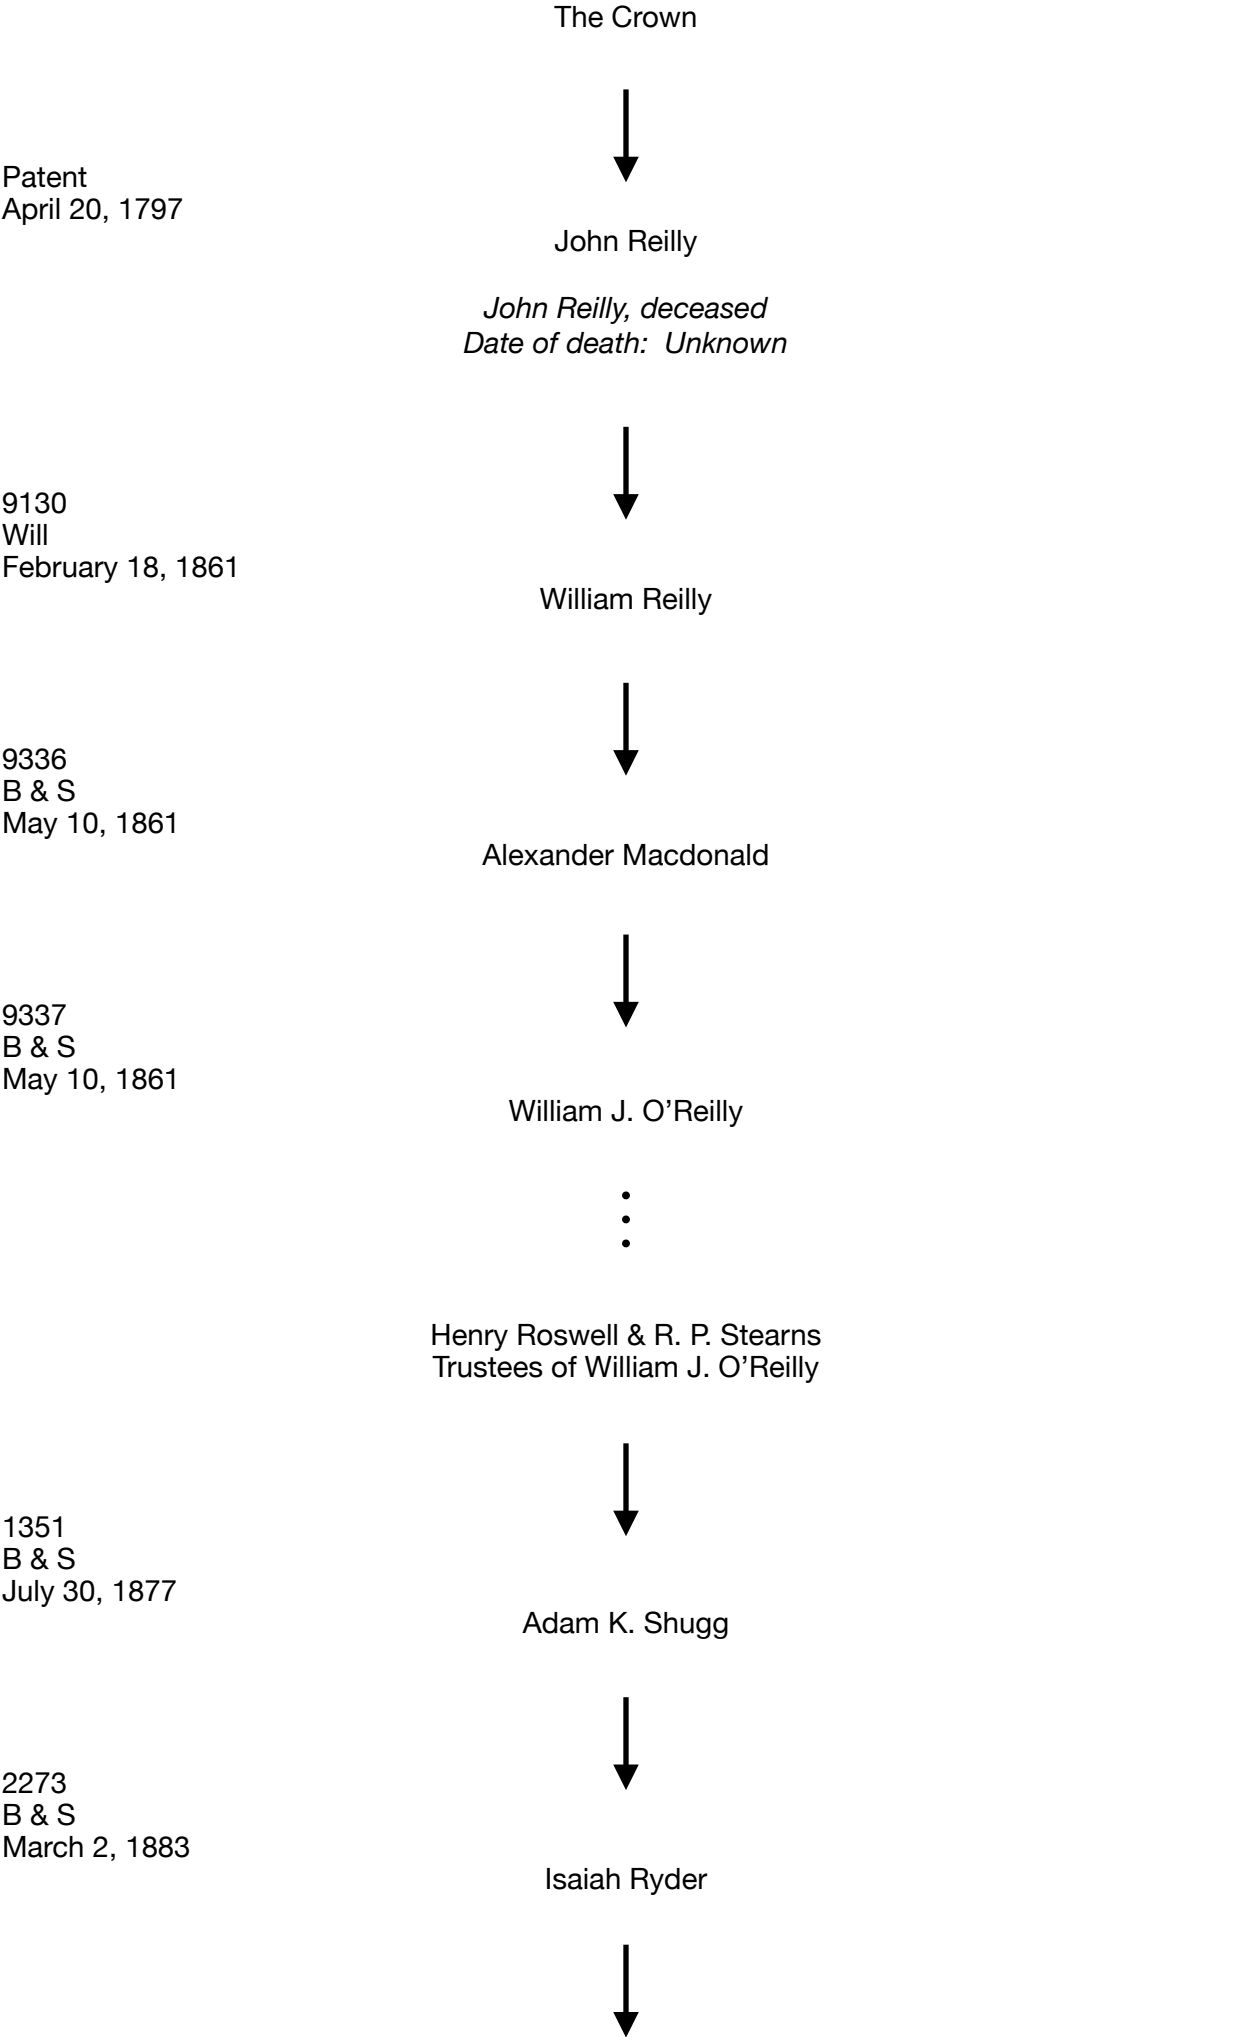 The Crown
Patent
April 20, 1797
John Reilly
John Reilly, deceased
Date of death:  Unknown
9130
Will
February 18, 1861
William Reilly
9336
B & S
May 10, 1861
Alexander Macdonald
9337
B & S
May 10, 1861
William J. O’Reilly
Henry Roswell & R. P. Stearns
Trustees of William J. O’Reilly
1351
B & S
July 30, 1877
Adam K. Shugg
2273
B & S
March 2, 1883
Isaiah Ryder